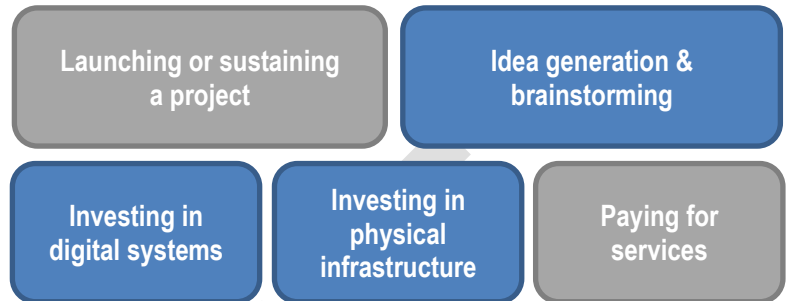 Launching or sustaining
a project
Idea generation &
brainstorming
Investing in
digital systems
Investing in
physical
infrastructure
Paying for
services